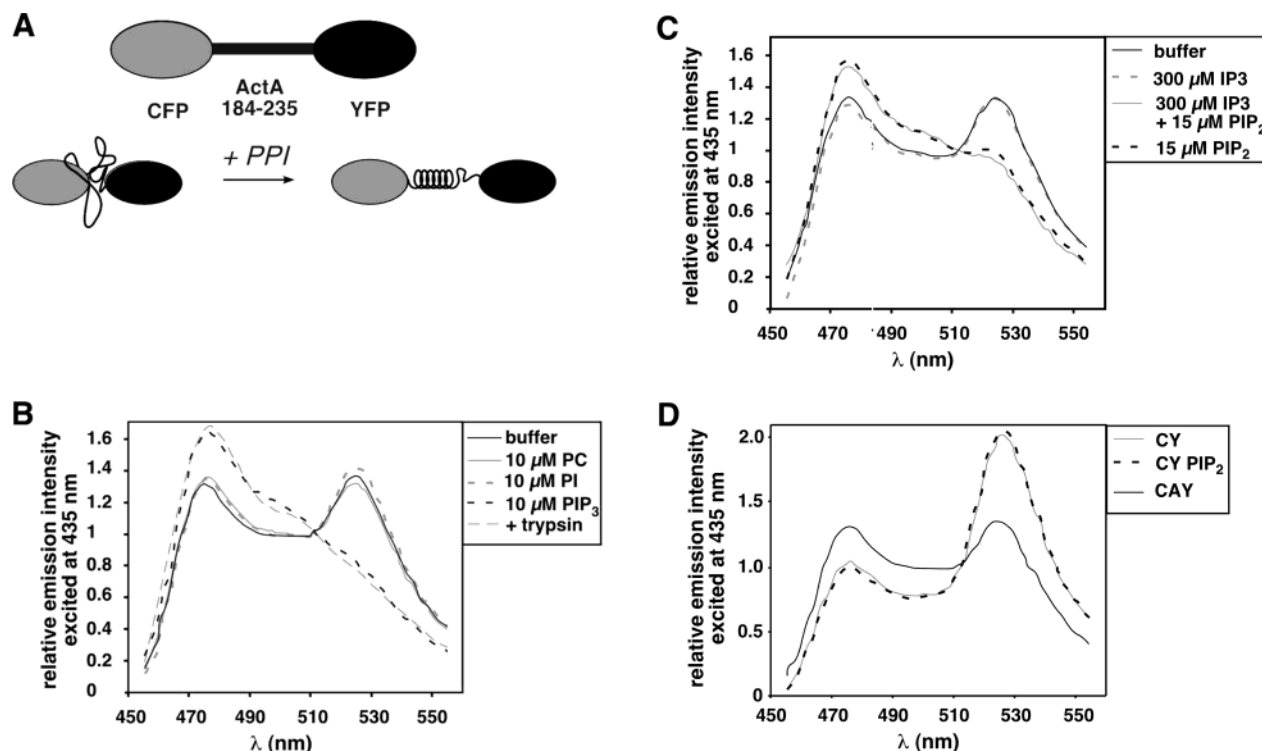 A
CFP
ActA
184-235
YFP
+ PPI
B
relative emission intensity
excited at 435 nm
1.6
1.4
1.2
1
0.8
0.6
0.4
0.2
0
450 470 490 510 530 550
λ (nm)
buffer
10 µM PC
10 µM PI
10 µM PIP₃
+ trypsin
C
relative emission intensity
excited at 435 nm
1.6
1.4
1.2
1.0
0.8
0.6
0.4
0.2
0
450 470 490 510 530 550
λ (nm)
buffer
300 µM IP3
300 µM IP3
+ 15 µM PIP₂
15 µM PIP₂
D
relative emission intensity
excited at 435 nm
2.0
1.5
1.0
0.5
0
450 470 490 510 530 550
λ (nm)
CY
CY PIP₂
CAY